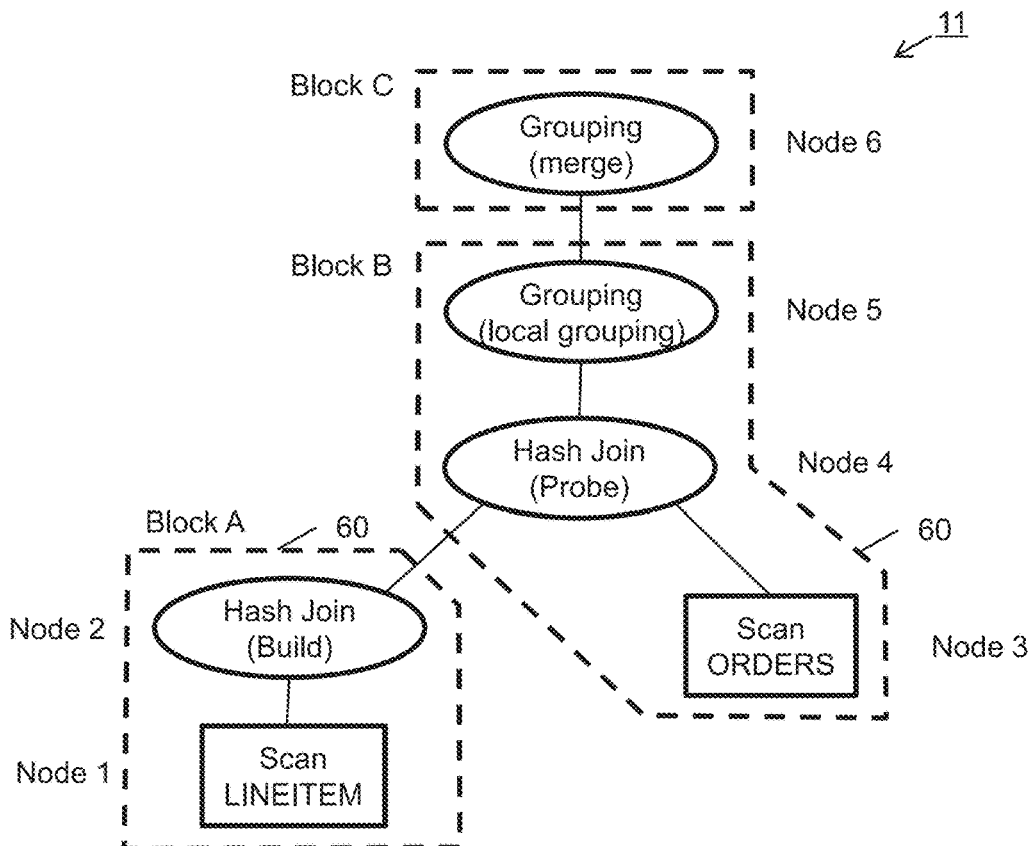 11
Block C
Grouping
(merge)
Node 6
Block B
Grouping
(local grouping)
Node 5
Hash Join
(Probe)
Node 4
Block A
60
60
Node 2
Hash Join
(Build)
Scan
ORDERS
Node 3
Node 1
Scan
LINEITEM